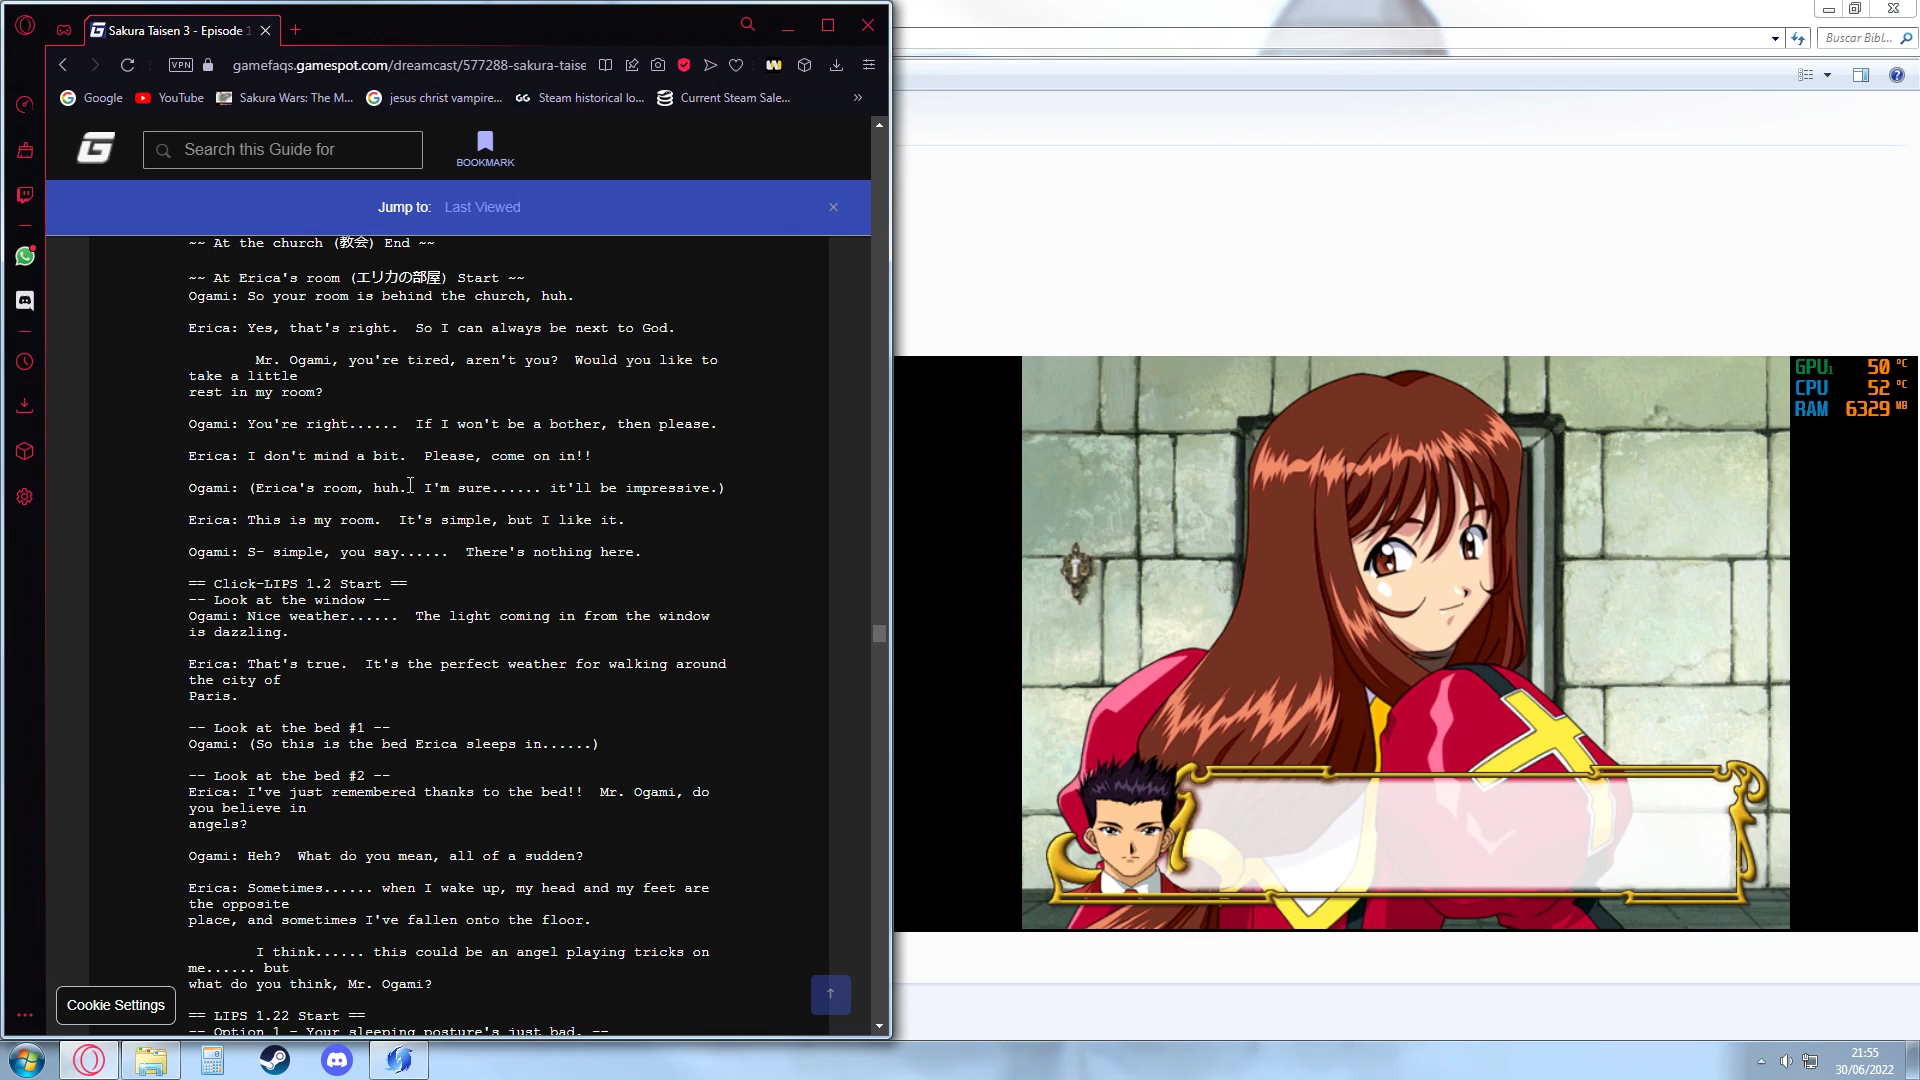 Sakura Taisen 3 - Episode 1
VPN
gamefaqs.gamespot.com/dreamcast/577288-sakura-taise
Google
YouTube
Sakura Wars: The M...
jesus christ vampire...
GG
Steam historical lo...
Current Steam Sale...
»
Search this Guide for
BOOKMARK
Jump to: Last Viewed
~~ At the church (教会) End ~~
~~ At Erica's room (エリカの部屋) Start ~~
Ogami: So your room is behind the church, huh.
Erica: Yes, that's right. So I can always be next to God.
Mr. Ogami, you're tired, aren't you? Would you like to
take a little
rest in my room?
Ogami: You're right...... If I won't be a bother, then please.
Erica: I don't mind a bit. Please, come on in!!
Ogami: (Erica's room, huh. I'm sure...... it'll be impressive.)
Erica: This is my room. It's simple, but I like it.
Ogami: S- simple, you say...... There's nothing here.
== Click-LIPS 1.2 Start ==
-- Look at the window --
Ogami: Nice weather...... The light coming in from the window
is dazzling.
Erica: That's true. It's the perfect weather for walking around
the city of
Paris.
-- Look at the bed #1 --
Ogami: (So this is the bed Erica sleeps in......)
-- Look at the bed #2 --
Erica: I've just remembered thanks to the bed!! Mr. Ogami, do
you believe in
angels?
Ogami: Heh? What do you mean, all of a sudden?
Erica: Sometimes...... when I wake up, my head and my feet are
the opposite
place, and sometimes I've fallen onto the floor.
I think...... this could be an angel playing tricks on
me...... but
what do you think, Mr. Ogami?
== LIPS 1.22 Start ==
-- Option 1 - Your sleeping posture's just bad. --
Cookie Settings
Buscar Bibl...
GPU1 50 °C
CPU 52 °C
RAM 6329 MB
21:55
30/06/2022